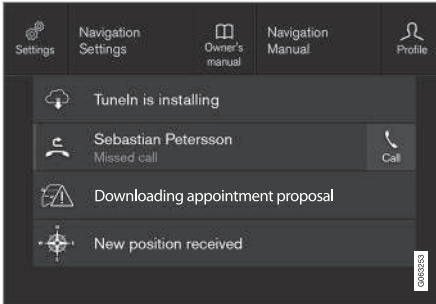 Navigation
Settings
Settings
Owner's
manual
Navigation
Manual
Profile
TuneIn is installing
Sebastian Petersson
Missed call
Call
Downloading appointment proposal
New position received
G063253